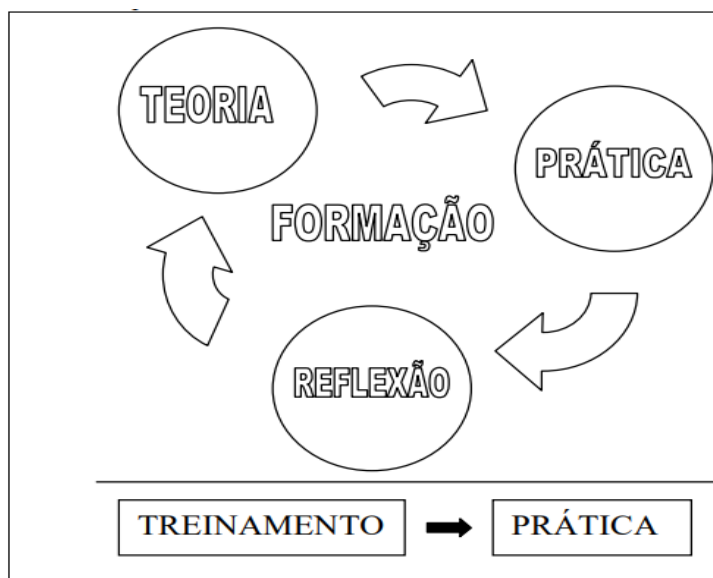 TEORIA
PRÁTICA
FORMAÇÃO
REFLEXÃO
TREINAMENTO
PRÁTICA